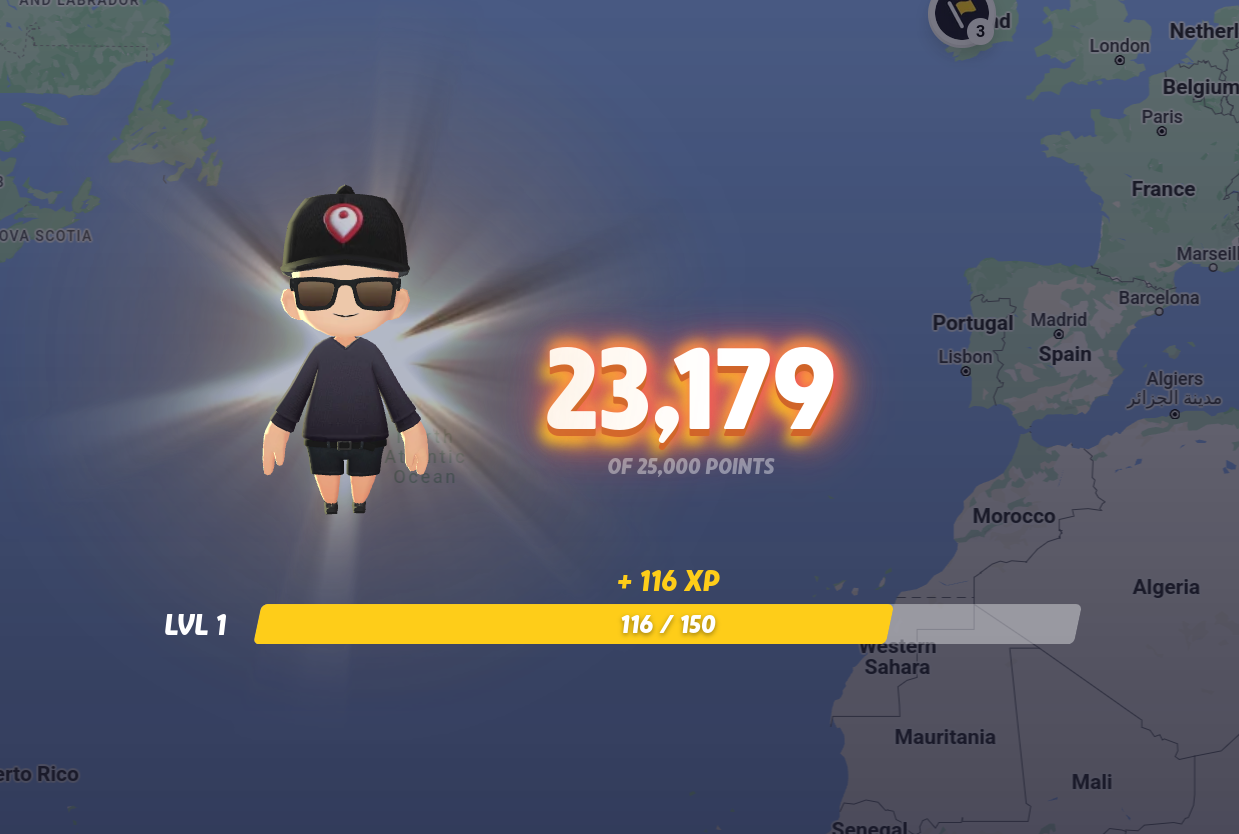 AND LABRADOR
3
nd
Netherl
London
Belgium
Paris
France
OVA SCOTIA
Marseill
Barcelona
Portugal
Madrid
Lisbon
Spain
Algiers
مدينة الجزائر
23,179
OF 25,000 POINTS
Atlantic
Ocean
Morocco
+ 116 XP
Algeria
LVL 1
116 / 150
Western
Sahara
Mauritania
erto Rico
Mali
Senegal